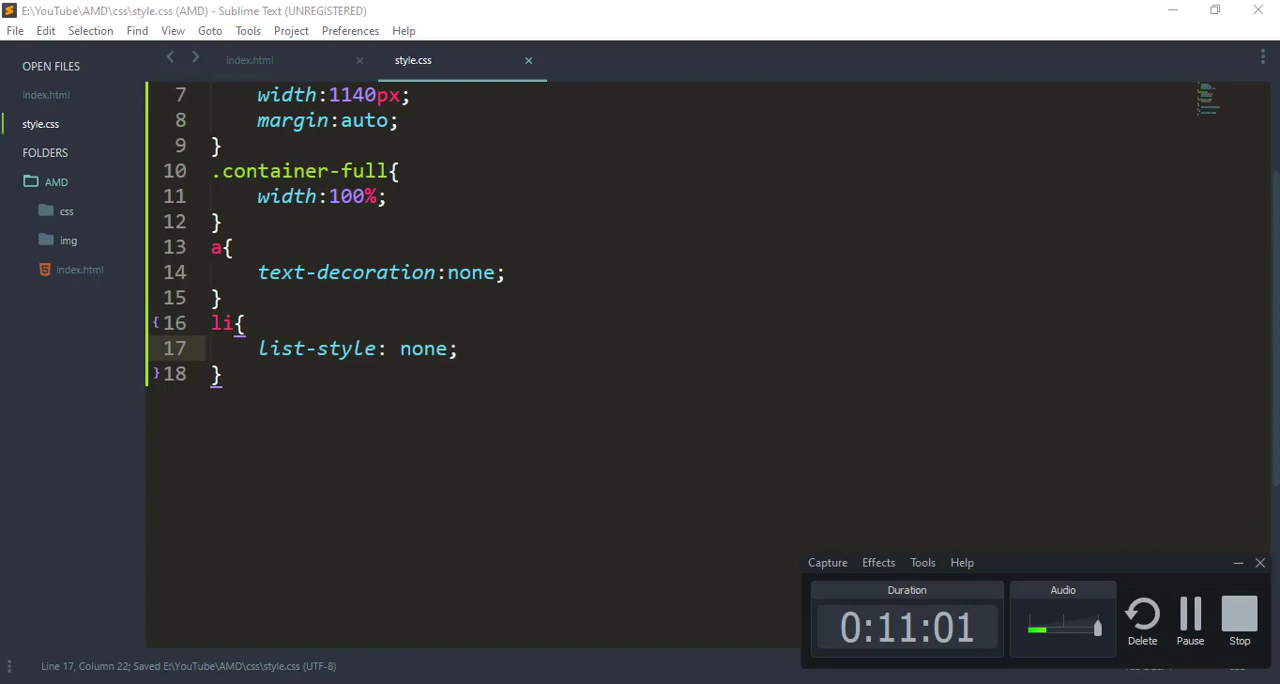 E:\YouTube\AMD\css\style.css (AMD) - Sublime Text (UNREGISTERED)
File Edit Selection Find View Goto Tools Project Preferences Help
OPEN FILES
index.html
style.css
FOLDERS
AMD
css
img
index.html
index.html
style.css
7 width:1140px;
8 margin:auto;
9 }
10 .container-full{
11 width:100%;
12 }
13 a{
14 text-decoration:none;
15 }
16 li{
17 list-style: none;
18 }
Capture Effects Tools Help
Duration
0:11:01
Audio
Delete
Pause
Stop
Line 17, Column 22; Saved E:\YouTube\AMD\css\style.css (UTF-8)